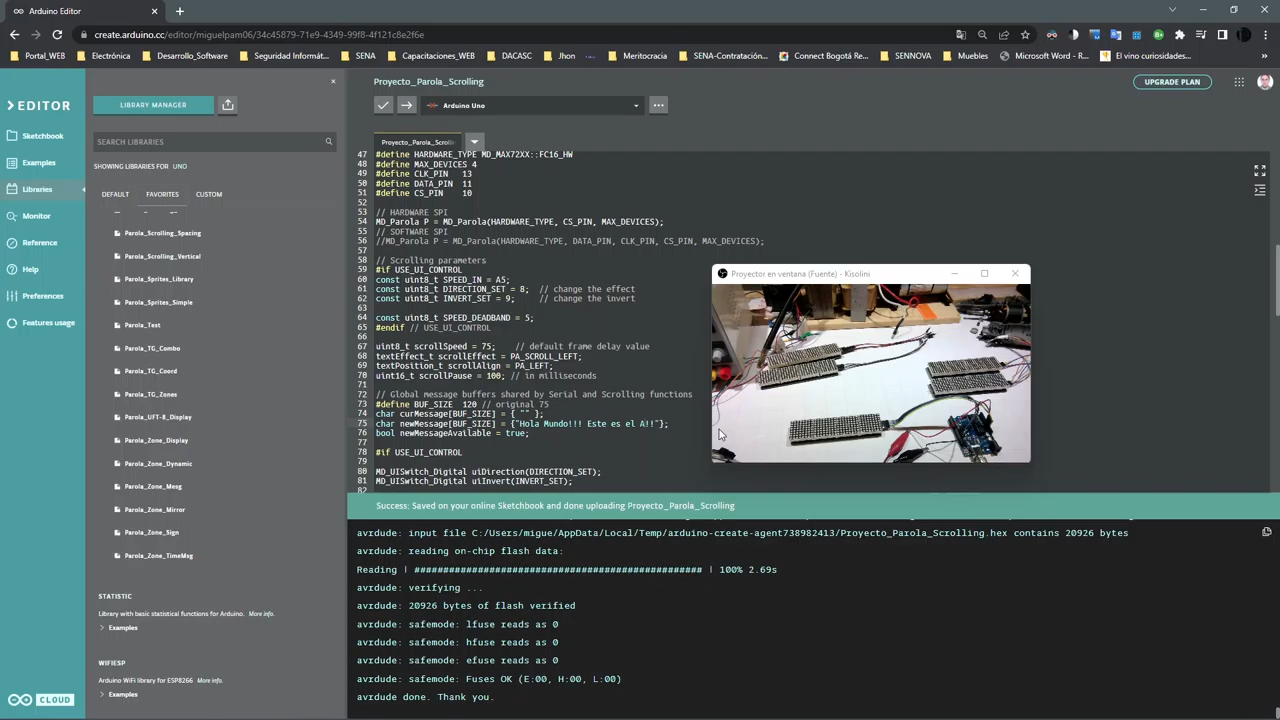 Arduino Editor
create.arduino.cc/editor/miguelpam06/34c45879-71e9-4349-99f8-4f121c8e2f6e
Portal_WEB
Extensión
Desarrollo_Software
Seguridad Informát...
SENA
Capacitaciones_WEB
DACASC
Jhon
Meritocracia
SENA-Contratación...
Connect Bogotá Re...
SENNOVA
Muebles
Microsoft Word - R...
El vino curiosidades...
EDITOR
Sketchbook
Examples
Libraries
Monitor
Reference
Help
Preferences
Features usage
CLOUD
LIBRARY MANAGER
SEARCH LIBRARIES
SHOWING LIBRARIES FOR UNO
DEFAULT FAVORITES CUSTOM
Parola_Scrolling_Spacing
Parola_Scrolling_Vertical
Parola_Sprites_Library
Parola_Sprites_Simple
Parola_Test
Parola_TG_Combo
Parola_TG_Coord
Parola_TG_Zones
Parola_UFT-8_Display
Parola_Zone_Display
Parola_Zone_Dynamic
Parola_Zone_Mesg
Parola_Zone_Mirror
Parola_Zone_Sign
Parola_Zone_TimeMsg
STATISTIC
Library with basic statistical functions for Arduino. More info.
Examples
WIFIESP
Arduino WiFi library for ESP8266 More info.
Examples
Proyecto_Parola_Scrolling
UPGRADE PLAN
Arduino Uno
Proyecto_Parola_Scrolli
47 #define HARDWARE_TYPE MD_MAX72XX::FC16_HW
48 #define MAX_DEVICES 4
49 #define CLK_PIN 13
50 #define DATA_PIN 11
51 #define CS_PIN 10
52
53 // HARDWARE SPI
54 MD_Parola P = MD_Parola(HARDWARE_TYPE, CS_PIN, MAX_DEVICES);
55 // SOFTWARE SPI
56 //MD_Parola P = MD_Parola(HARDWARE_TYPE, DATA_PIN, CLK_PIN, CS_PIN, MAX_DEVICES);
57
58 // Scrolling parameters
59 #if USE_UI_CONTROL
60 const uint8_t SPEED_IN = A5;
61 const uint8_t DIRECTION_SET = 8; // change the effect
62 const uint8_t INVERT_SET = 9; // change the invert
63
64 const uint8_t SPEED_DEADBAND = 5;
65 #endif // USE_UI_CONTROL
66
67 uint8_t scrollSpeed = 75; // default frame delay value
68 textEffect_t scrollEffect = PA_SCROLL_LEFT;
69 textPosition_t scrollAlign = PA_LEFT;
70 uint16_t scrollPause = 100; // in milliseconds
71
72 // Global message buffers shared by Serial and Scrolling functions
73 #define BUF_SIZE 120 // original 75
74 char curMessage[BUF_SIZE] = { "" };
75 char newMessage[BUF_SIZE] = {"Hola Mundo!!! Este es el A!!"};
76 bool newMessageAvailable = true;
77
78 #if USE_UI_CONTROL
80 MD_UISwitch_Digital uiDirection(DIRECTION_SET);
81 MD_UISwitch_Digital uiInvert(INVERT_SET);
82
Proyector en ventana (Fuente) - Kisolini
Success: Saved on your online Sketchbook and done uploading Proyecto_Parola_Scrolling
avrdude: input file C:/Users/migue/AppData/Local/Temp/arduino-create-agent738982413/Proyecto_Parola_Scrolling.hex contains 20926 bytes
avrdude: reading on-chip flash data:
Reading | ################################################## | 100% 2.69s
avrdude: verifying ...
avrdude: 20926 bytes of flash verified
avrdude: safemode: lfuse reads as 0
avrdude: safemode: hfuse reads as 0
avrdude: safemode: efuse reads as 0
avrdude: safemode: Fuses OK (E:00, H:00, L:00)
avrdude done. Thank you.